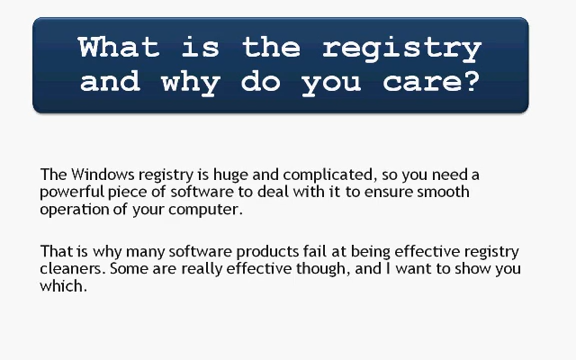 What is the registry
and why do you care?
The Windows registry is huge and complicated, so you need a
powerful piece of software to deal with it to ensure smooth
operation of your computer.
That is why many software products fail at being effective registry
cleaners. Some are really effective though, and I want to show you
which.